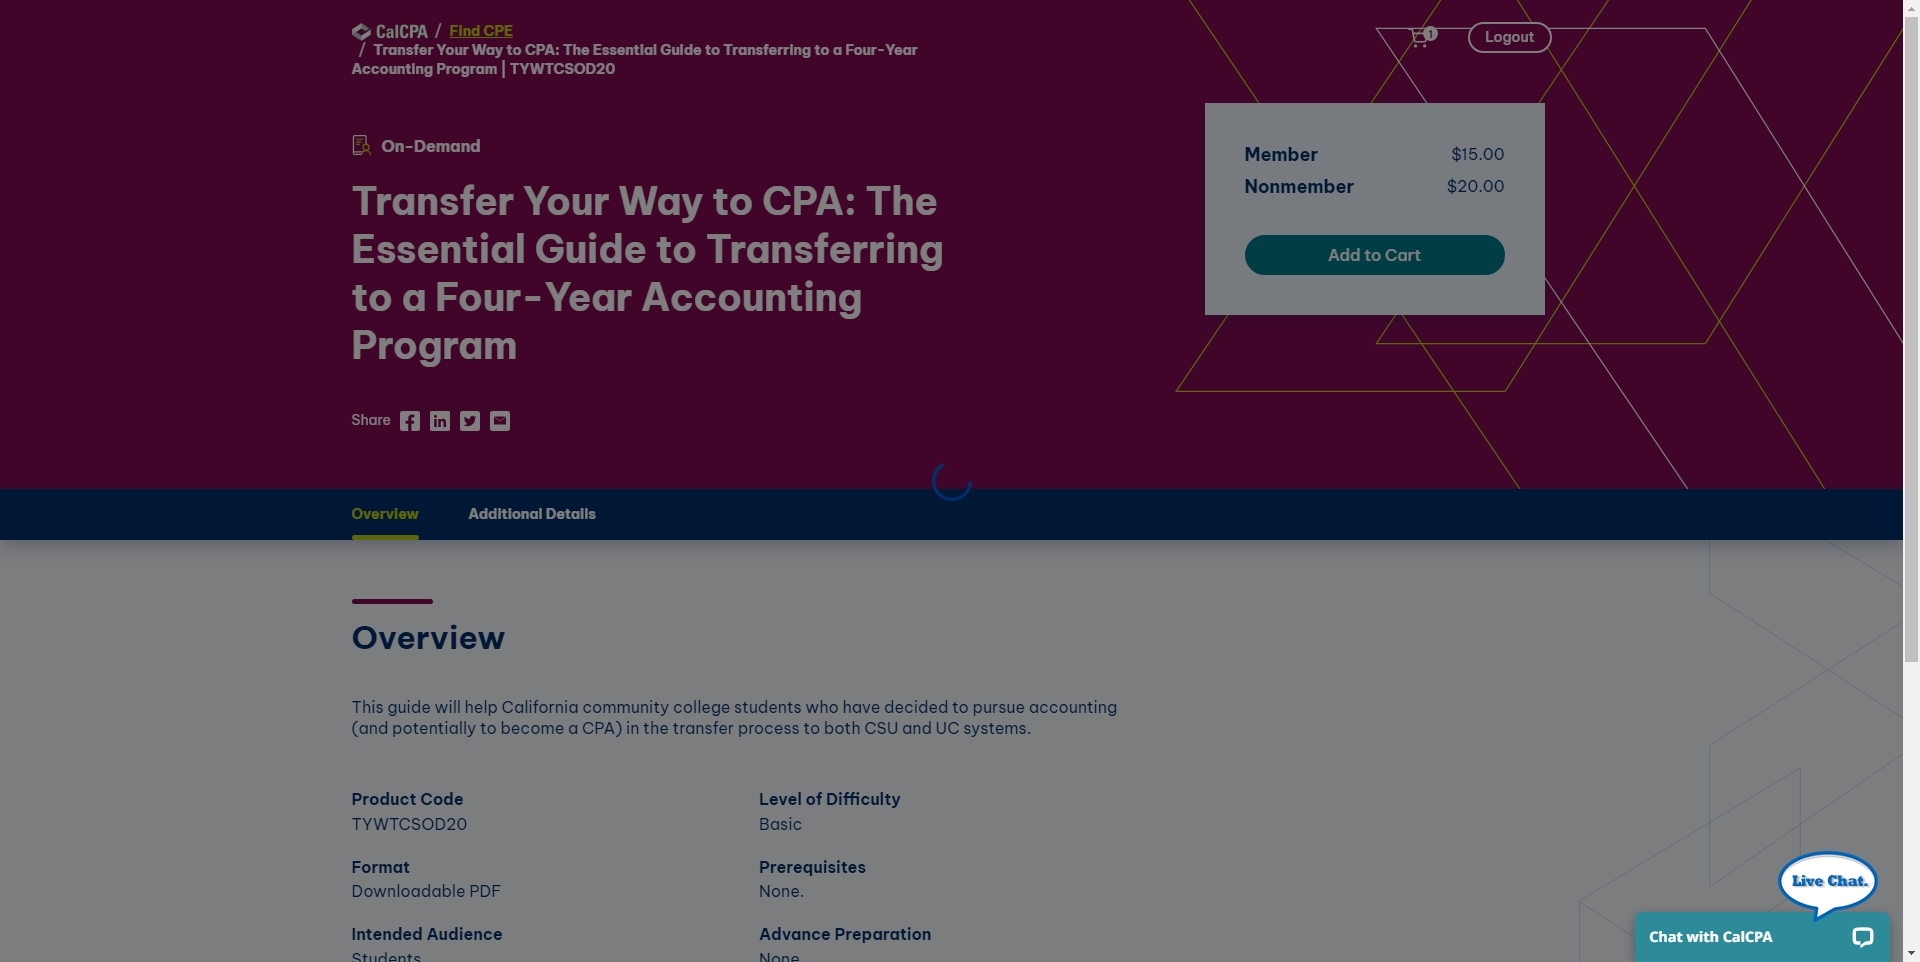 CalCPA / Find CPE
/ Transfer Your Way to CPA: The Essential Guide to Transferring to a Four-Year
Accounting Program | TYWTCSOD20
1
Logout
On-Demand
Transfer Your Way to CPA: The
Essential Guide to Transferring
to a Four-Year Accounting
Program
Member $15.00
Nonmember $20.00
Add to Cart
Share
Overview Additional Details
Overview
This guide will help California community college students who have decided to pursue accounting
(and potentially to become a CPA) in the transfer process to both CSU and UC systems.
Product Code
TYWTCSOD20
Level of Difficulty
Basic
Format
Downloadable PDF
Prerequisites
None.
Intended Audience
Students
Advance Preparation
None
Live Chat.
Chat with CalCPA